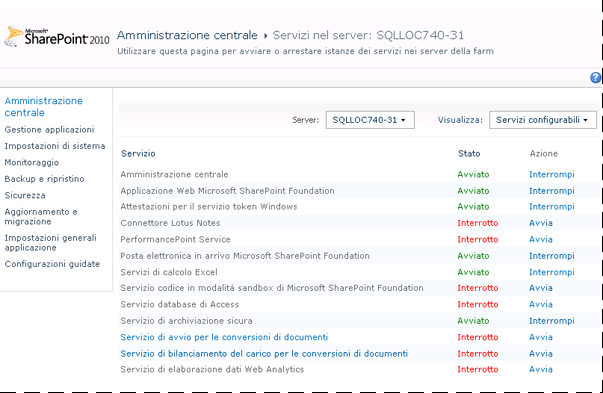 Microsoft
SharePoint 2010
Amministrazione centrale ▸ Servizi nel server: SQLLOC740-31
Utilizzare questa pagina per avviare o arrestare istanze dei servizi nei server della farm
Amministrazione
centrale
Gestione applicazioni
Impostazioni di sistema
Monitoraggio
Backup e ripristino
Sicurezza
Aggiornamento e
migrazione
Impostazioni generali
applicazione
Configurazioni guidate
Server: SQLLOC740-31 Visualizza: Servizi configurabili
Servizio Stato Azione
Amministrazione centrale Avviato Interrompi
Applicazione Web Microsoft SharePoint Foundation Avviato Interrompi
Attestazioni per il servizio token Windows Avviato Interrompi
Connettore Lotus Notes Interrotto Avvia
PerformancePoint Service Interrotto Avvia
Posta elettronica in arrivo Microsoft SharePoint Foundation Avviato Interrompi
Servizi di calcolo Excel Avviato Interrompi
Servizio codice in modalità sandbox di Microsoft SharePoint Foundation Interrotto Avvia
Servizio database di Access Interrotto Avvia
Servizio di archiviazione sicura Avviato Interrompi
Servizio di avvio per le conversioni di documenti Interrotto Avvia
Servizio di bilanciamento del carico per le conversioni di documenti Interrotto Avvia
Servizio di elaborazione dati Web Analytics Interrotto Avvia